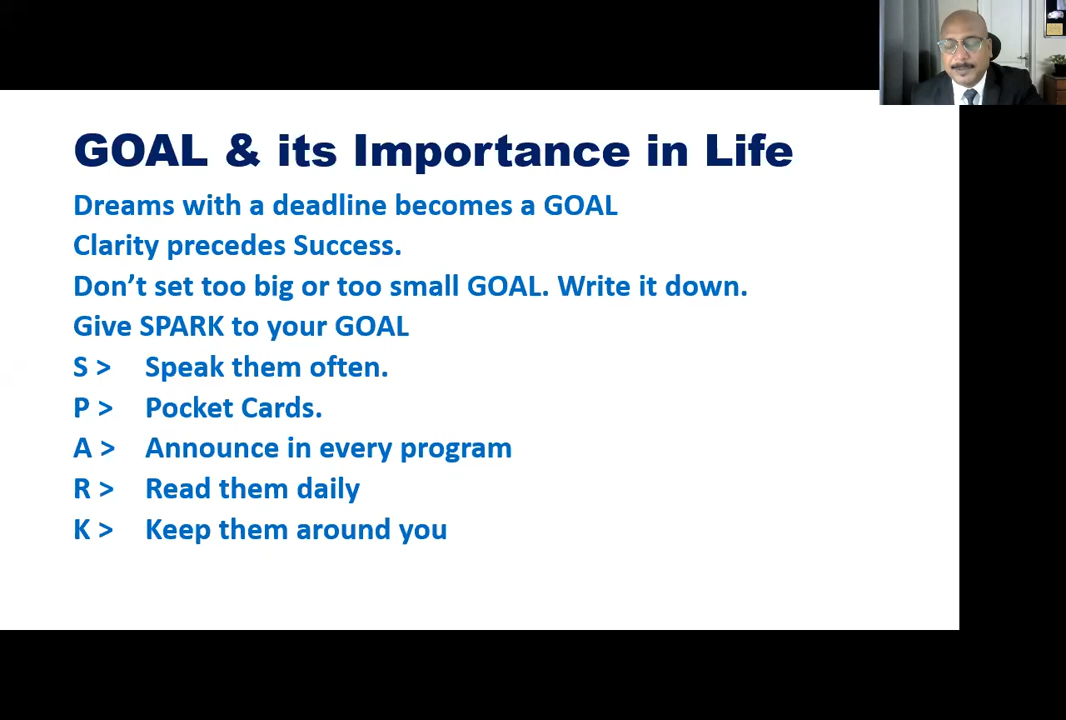 GOAL & its Importance in Life
Dreams with a deadline becomes a GOAL
Clarity precedes Success.
Don’t set too big or too small GOAL. Write it down.
Give SPARK to your GOAL
S > Speak them often.
P > Pocket Cards.
A > Announce in every program
R > Read them daily
K > Keep them around you